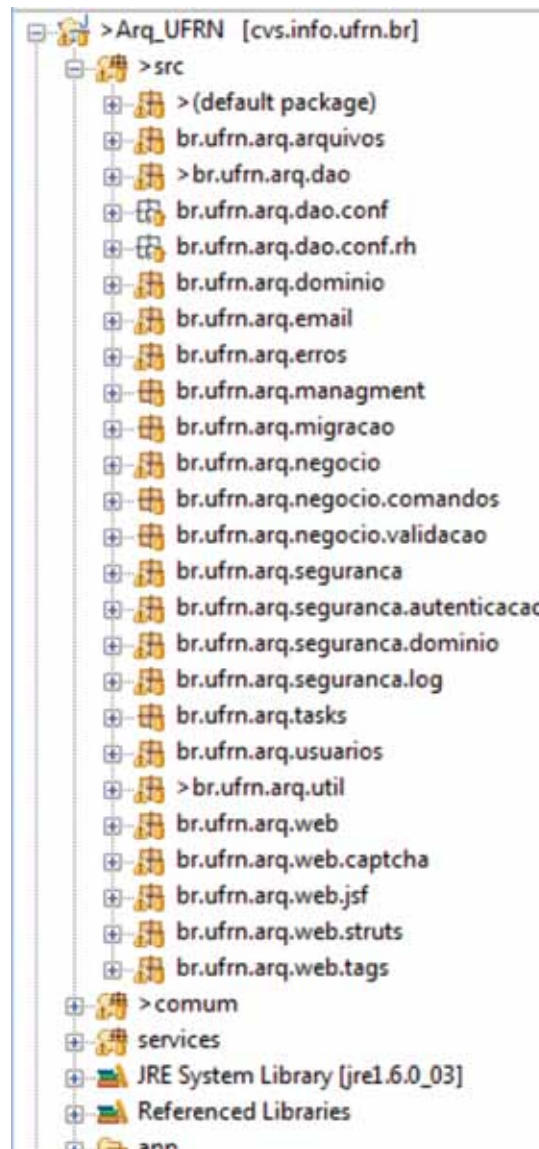 >Arq_UFRN [cvs.info.ufrn.br]
>src
>(default package)
br.ufrn.arq.arquivos
>br.ufrn.arq.dao
br.ufrn.arq.dao.conf
br.ufrn.arq.dao.conf.rh
br.ufrn.arq.dominio
br.ufrn.arq.email
br.ufrn.arq.erros
br.ufrn.arq.managment
br.ufrn.arq.migracao
br.ufrn.arq.negocio
br.ufrn.arq.negocio.comandos
br.ufrn.arq.negocio.validacao
br.ufrn.arq.seguranca
br.ufrn.arq.seguranca.autenticacao
br.ufrn.arq.seguranca.dominio
br.ufrn.arq.seguranca.log
br.ufrn.arq.tasks
br.ufrn.arq.usuarios
>br.ufrn.arq.util
br.ufrn.arq.web
br.ufrn.arq.web.captcha
br.ufrn.arq.web.jsf
br.ufrn.arq.web.struts
br.ufrn.arq.web.tags
>comum
services
JRE System Library [jre1.6.0_03]
Referenced Libraries